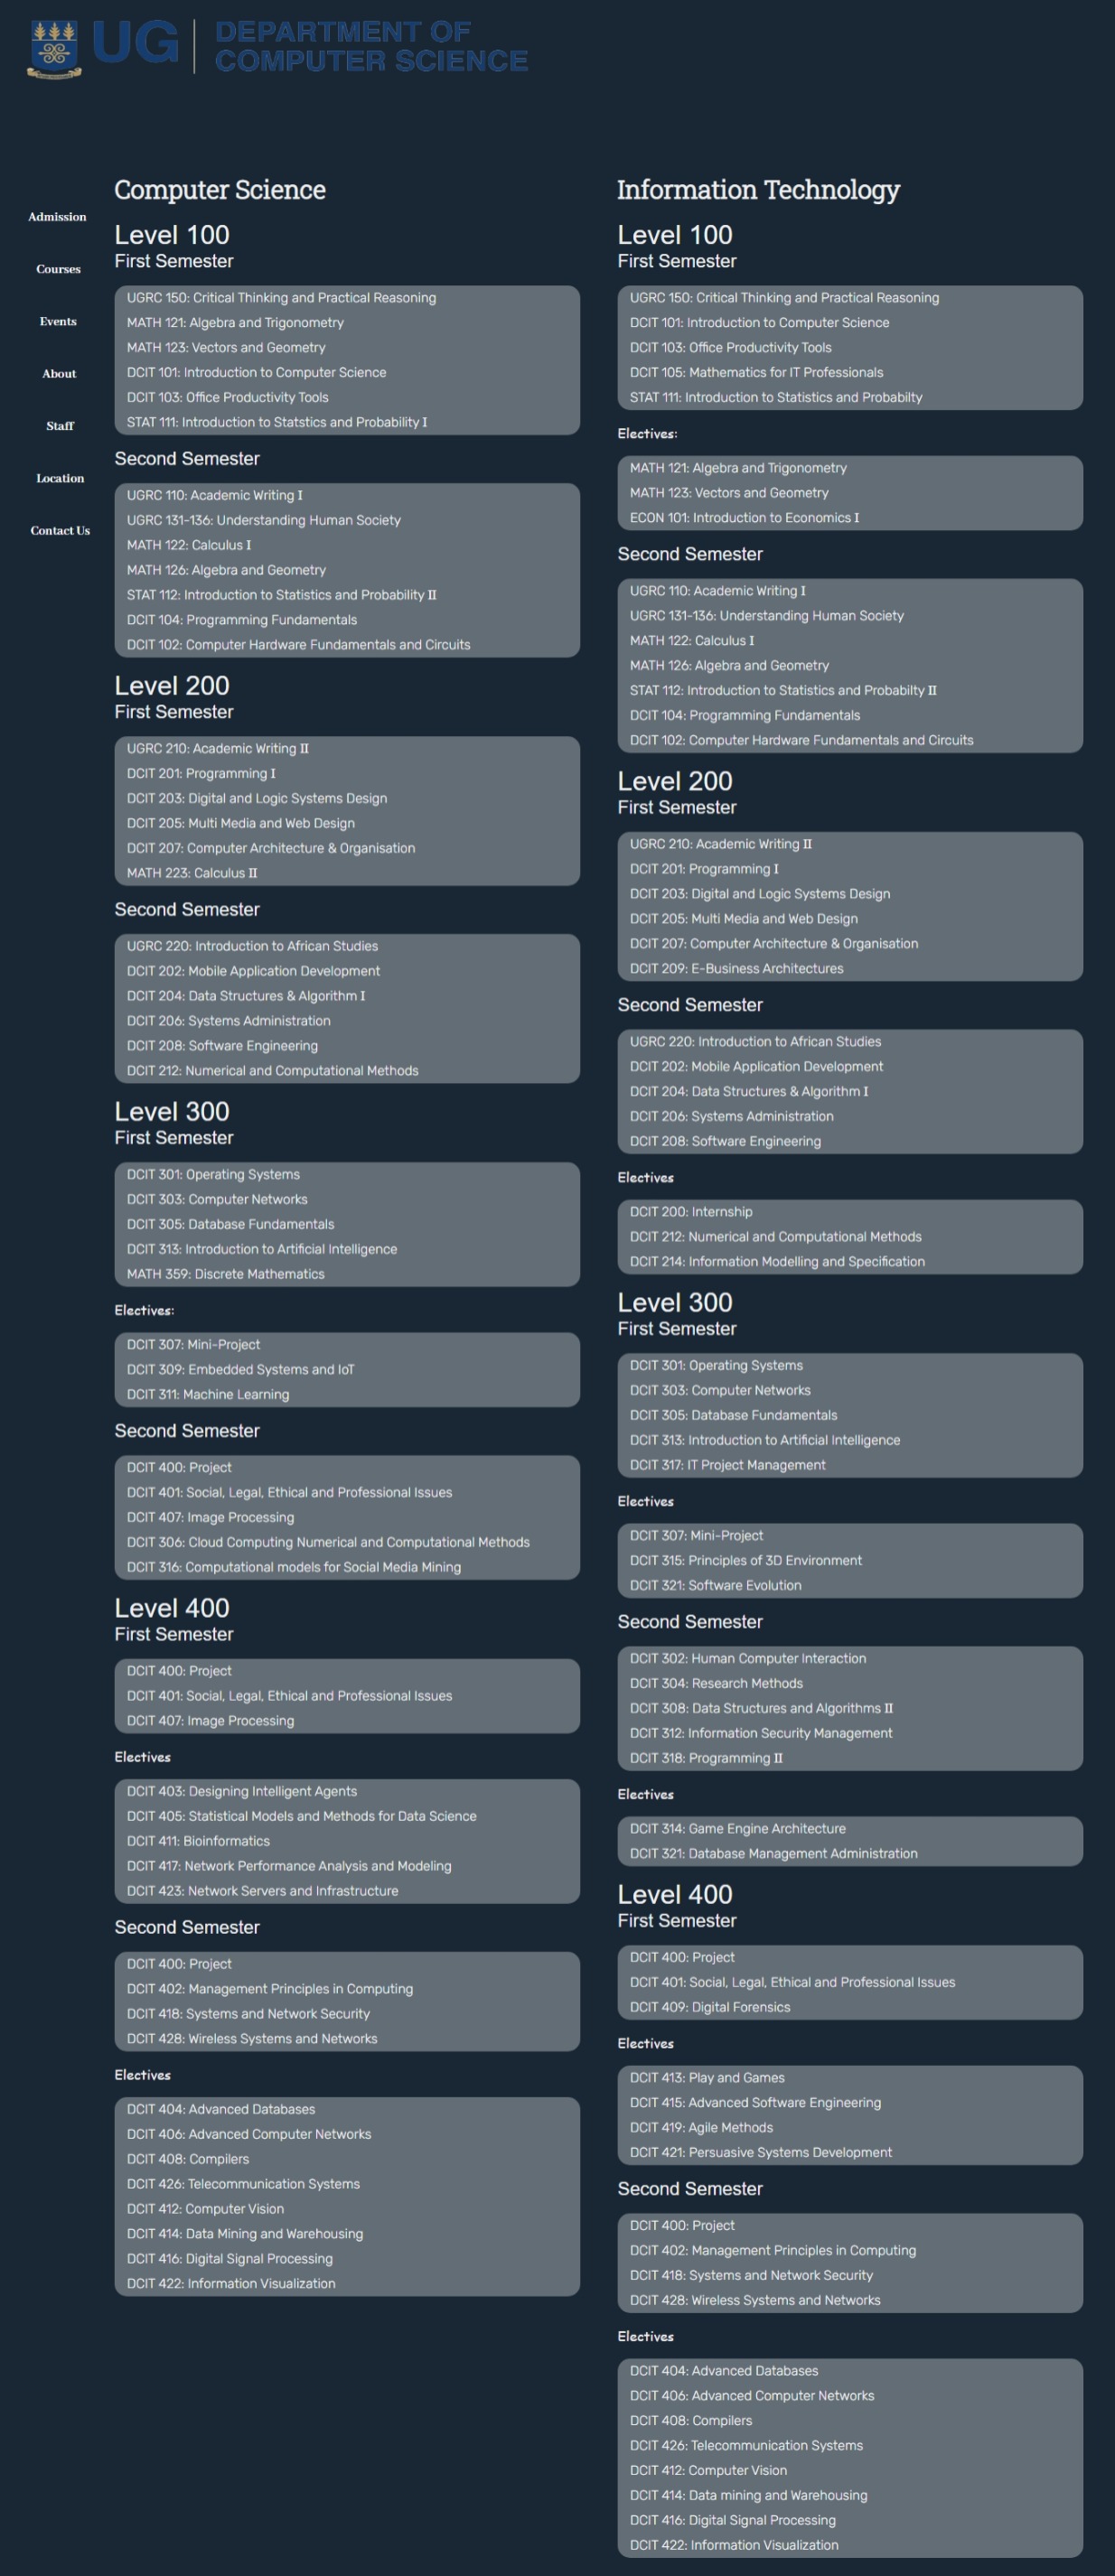 UG
DEPARTMENT OF
COMPUTER SCIENCE
Admission
Courses
Events
About
Staff
Location
Contact Us
Computer Science
Level 100
First Semester
UGRC 150: Critical Thinking and Practical Reasoning
MATH 121: Algebra and Trigonometry
MATH 123: Vectors and Geometry
DCIT 101: Introduction to Computer Science
DCIT 103: Office Productivity Tools
STAT 111: Introduction to Statstics and Probability I
Second Semester
UGRC 110: Academic Writing I
UGRC 131-136: Understanding Human Society
MATH 122: Calculus I
MATH 126: Algebra and Geometry
STAT 112: Introduction to Statistics and Probability II
DCIT 104: Programming Fundamentals
DCIT 102: Computer Hardware Fundamentals and Circuits
Level 200
First Semester
UGRC 210: Academic Writing II
DCIT 201: Programming I
DCIT 203: Digital and Logic Systems Design
DCIT 205: Multi Media and Web Design
DCIT 207: Computer Architecture & Organisation
MATH 223: Calculus II
Second Semester
UGRC 220: Introduction to African Studies
DCIT 202: Mobile Application Development
DCIT 204: Data Structures & Algorithm I
DCIT 206: Systems Administration
DCIT 208: Software Engineering
DCIT 212: Numerical and Computational Methods
Level 300
First Semester
DCIT 301: Operating Systems
DCIT 303: Computer Networks
DCIT 305: Database Fundamentals
DCIT 313: Introduction to Artificial Intelligence
MATH 359: Discrete Mathematics
Electives:
DCIT 307: Mini-Project
DCIT 309: Embedded Systems and IoT
DCIT 311: Machine Learning
Second Semester
DCIT 400: Project
DCIT 401: Social, Legal, Ethical and Professional Issues
DCIT 407: Image Processing
DCIT 306: Cloud Computing Numerical and Computational Methods
DCIT 316: Computational models for Social Media Mining
Level 400
First Semester
DCIT 400: Project
DCIT 401: Social, Legal, Ethical and Professional Issues
DCIT 407: Image Processing
Electives
DCIT 403: Designing Intelligent Agents
DCIT 405: Statistical Models and Methods for Data Science
DCIT 411: Bioinformatics
DCIT 417: Network Performance Analysis and Modeling
DCIT 423: Network Servers and Infrastructure
Second Semester
DCIT 400: Project
DCIT 402: Management Principles in Computing
DCIT 418: Systems and Network Security
DCIT 428: Wireless Systems and Networks
Electives
DCIT 404: Advanced Databases
DCIT 406: Advanced Computer Networks
DCIT 408: Compilers
DCIT 426: Telecommunication Systems
DCIT 412: Computer Vision
DCIT 414: Data Mining and Warehousing
DCIT 416: Digital Signal Processing
DCIT 422: Information Visualization
Information Technology
Level 100
First Semester
UGRC 150: Critical Thinking and Practical Reasoning
DCIT 101: Introduction to Computer Science
DCIT 103: Office Productivity Tools
DCIT 105: Mathematics for IT Professionals
STAT 111: Introduction to Statistics and Probabilty
Electives:
MATH 121: Algebra and Trigonometry
MATH 123: Vectors and Geometry
ECON 101: Introduction to Economics I
Second Semester
UGRC 110: Academic Writing I
UGRC 131-136: Understanding Human Society
MATH 122: Calculus I
MATH 126: Algebra and Geometry
STAT 112: Introduction to Statistics and Probabilty II
DCIT 104: Programming Fundamentals
DCIT 102: Computer Hardware Fundamentals and Circuits
Level 200
First Semester
UGRC 210: Academic Writing II
DCIT 201: Programming I
DCIT 203: Digital and Logic Systems Design
DCIT 205: Multi Media and Web Design
DCIT 207: Computer Architecture & Organisation
DCIT 209: E-Business Architectures
Second Semester
UGRC 220: Introduction to African Studies
DCIT 202: Mobile Application Development
DCIT 204: Data Structures & Algorithm I
DCIT 206: Systems Administration
DCIT 208: Software Engineering
Electives
DCIT 200: Internship
DCIT 212: Numerical and Computational Methods
DCIT 214: Information Modelling and Specification
Level 300
First Semester
DCIT 301: Operating Systems
DCIT 303: Computer Networks
DCIT 305: Database Fundamentals
DCIT 313: Introduction to Artificial Intelligence
DCIT 317: IT Project Management
Electives
DCIT 307: Mini-Project
DCIT 315: Principles of 3D Environment
DCIT 321: Software Evolution
Second Semester
DCIT 302: Human Computer Interaction
DCIT 304: Research Methods
DCIT 308: Data Structures and Algorithms II
DCIT 312: Information Security Management
DCIT 318: Programming II
Electives
DCIT 314: Game Engine Architecture
DCIT 321: Database Management Administration
Level 400
First Semester
DCIT 400: Project
DCIT 401: Social, Legal, Ethical and Professional Issues
DCIT 409: Digital Forensics
Electives
DCIT 413: Play and Games
DCIT 415: Advanced Software Engineering
DCIT 419: Agile Methods
DCIT 421: Persuasive Systems Development
Second Semester
DCIT 400: Project
DCIT 402: Management Principles in Computing
DCIT 418: Systems and Network Security
DCIT 428: Wireless Systems and Networks
Electives
DCIT 404: Advanced Databases
DCIT 406: Advanced Computer Networks
DCIT 408: Compilers
DCIT 426: Telecommunication Systems
DCIT 412: Computer Vision
DCIT 414: Data mining and Warehousing
DCIT 416: Digital Signal Processing
DCIT 422: Information Visualization